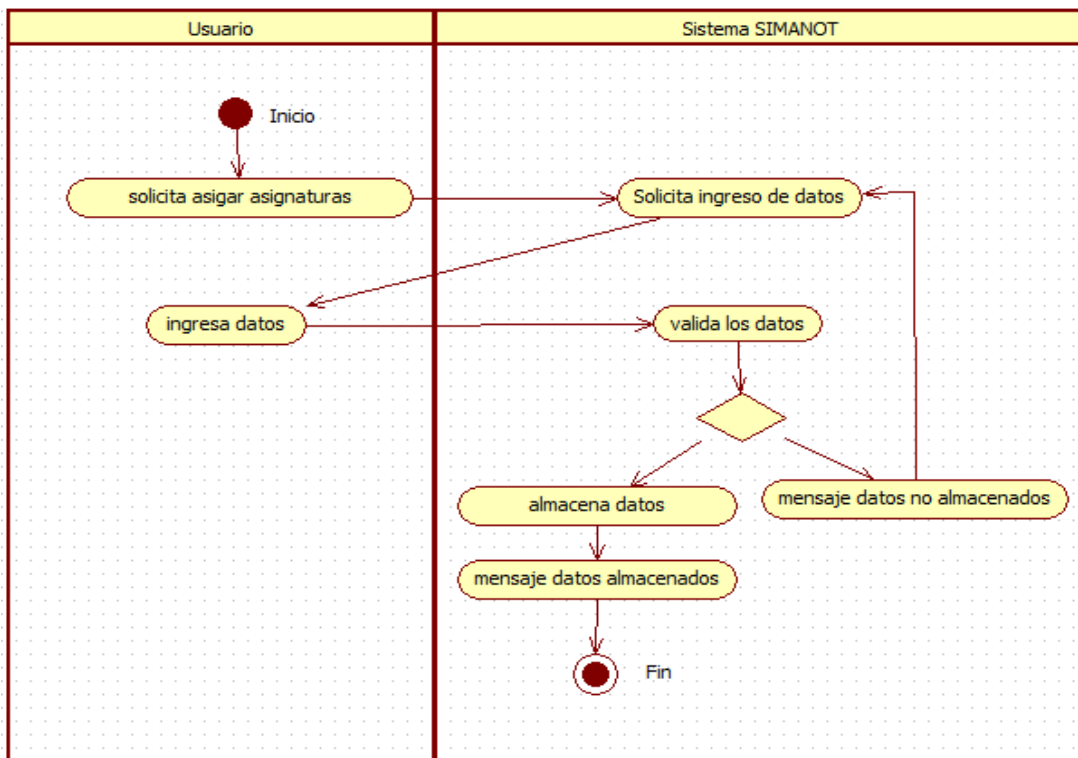 Usuario
Sistema SIMANOT
Inicio
solicita asigar asignaturas
Solicita ingreso de datos
ingresa datos
valida los datos
almacena datos
mensaje datos no almacenados
mensaje datos almacenados
Fin